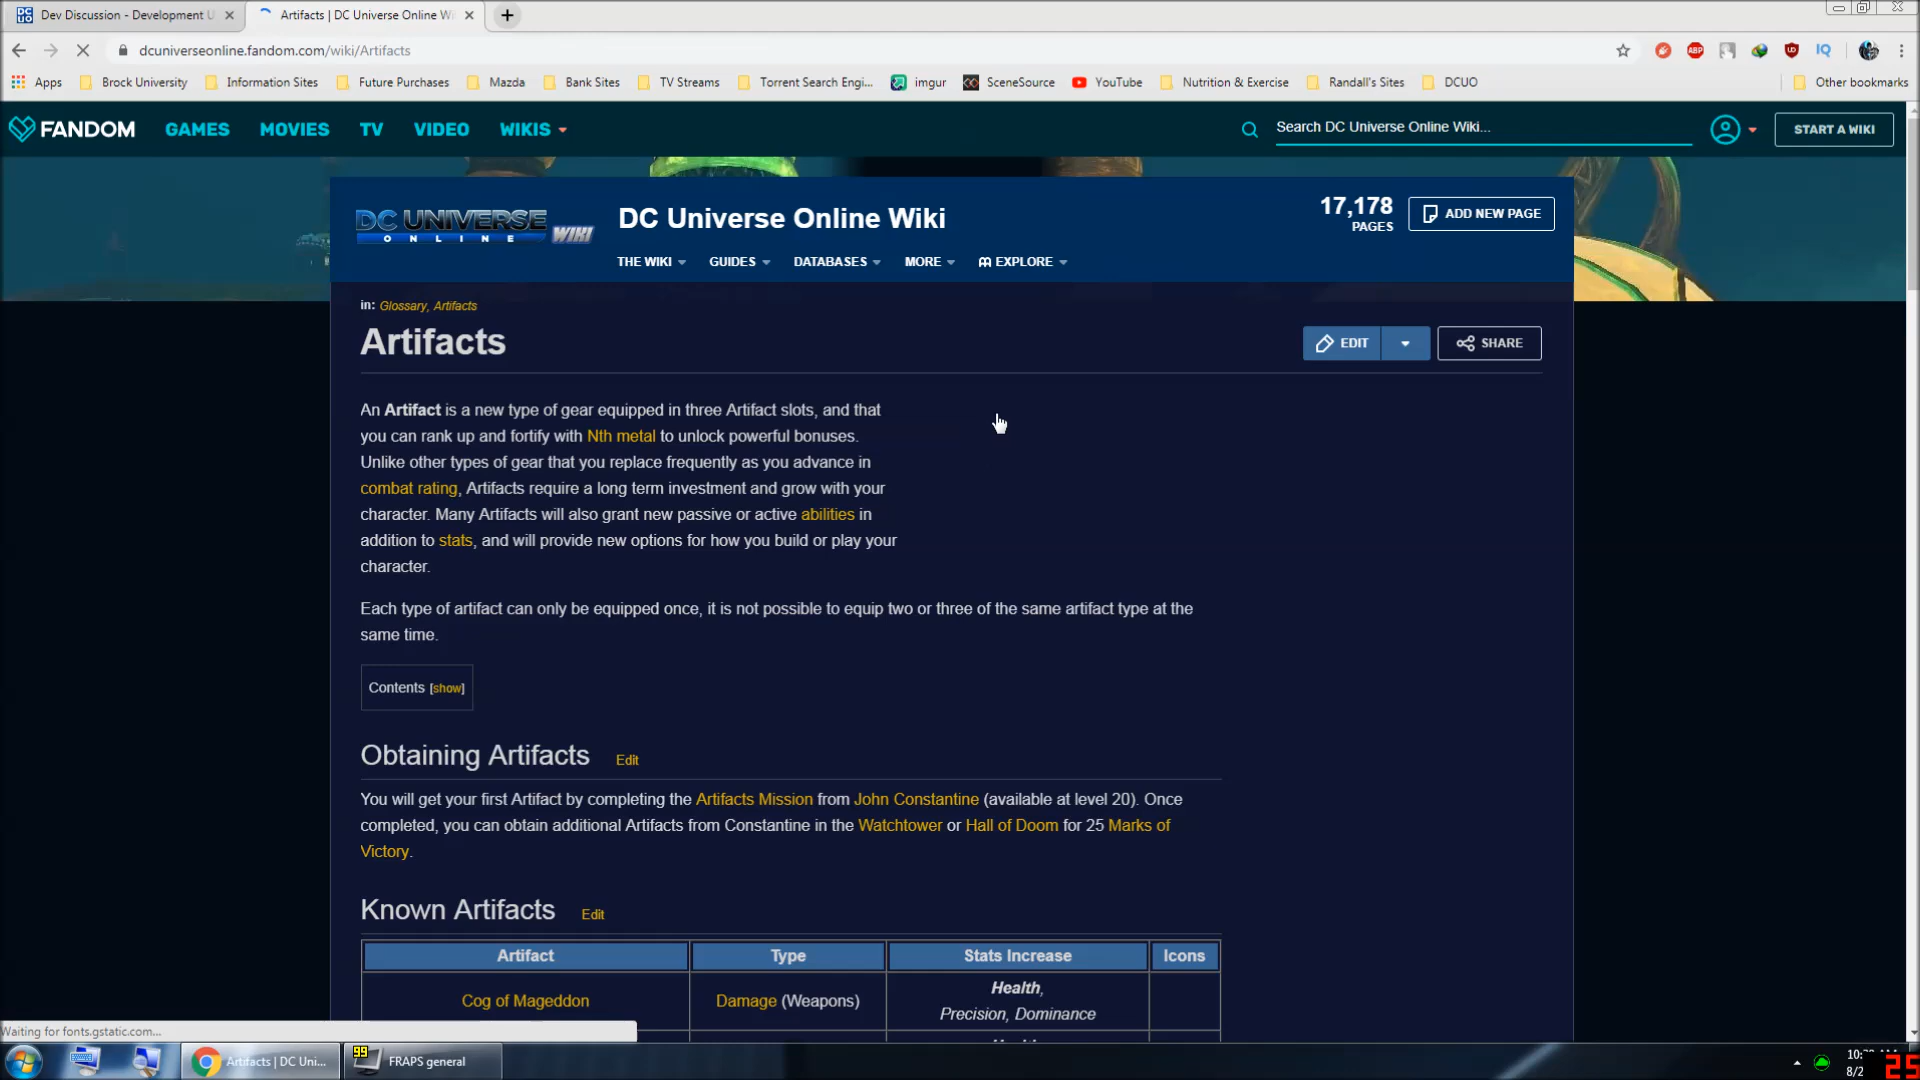 Dev Discussion - Development U
Artifacts | DC Universe Online Wi
dcuniverseonline.fandom.com/wiki/Artifacts
ABP
IQ
Apps
Brock University
Information Sites
Future Purchases
Mazda
Bank Sites
TV Streams
Torrent Search Engi...
imgur
SceneSource
YouTube
Nutrition & Exercise
Randall's Sites
DCUO
Other bookmarks
FANDOM
GAMES
MOVIES
TV
VIDEO
WIKIS
Search DC Universe Online Wiki...
START A WIKI
DC UNIVERSE
ONLINE
WIKI
DC Universe Online Wiki
17,178
PAGES
ADD NEW PAGE
THE WIKI
GUIDES
DATABASES
MORE
EXPLORE
in: Glossary, Artifacts
Artifacts
EDIT
SHARE
An Artifact is a new type of gear equipped in three Artifact slots, and that
you can rank up and fortify with Nth metal to unlock powerful bonuses.
Unlike other types of gear that you replace frequently as you advance in
combat rating, Artifacts require a long term investment and grow with your
character. Many Artifacts will also grant new passive or active abilities in
addition to stats, and will provide new options for how you build or play your
character.
Each type of artifact can only be equipped once, it is not possible to equip two or three of the same artifact type at the
same time.
Contents [show]
Obtaining Artifacts
Edit
You will get your first Artifact by completing the Artifacts Mission from John Constantine (available at level 20). Once
completed, you can obtain additional Artifacts from Constantine in the Watchtower or Hall of Doom for 25 Marks of
Victory.
Known Artifacts
Edit
Artifact
Type
Stats Increase
Icons
Cog of Mageddon
Damage (Weapons)
Health,
Precision, Dominance
Waiting for fonts.gstatic.com...
Artifacts | DC Uni...
99
FRAPS general
8/2
25